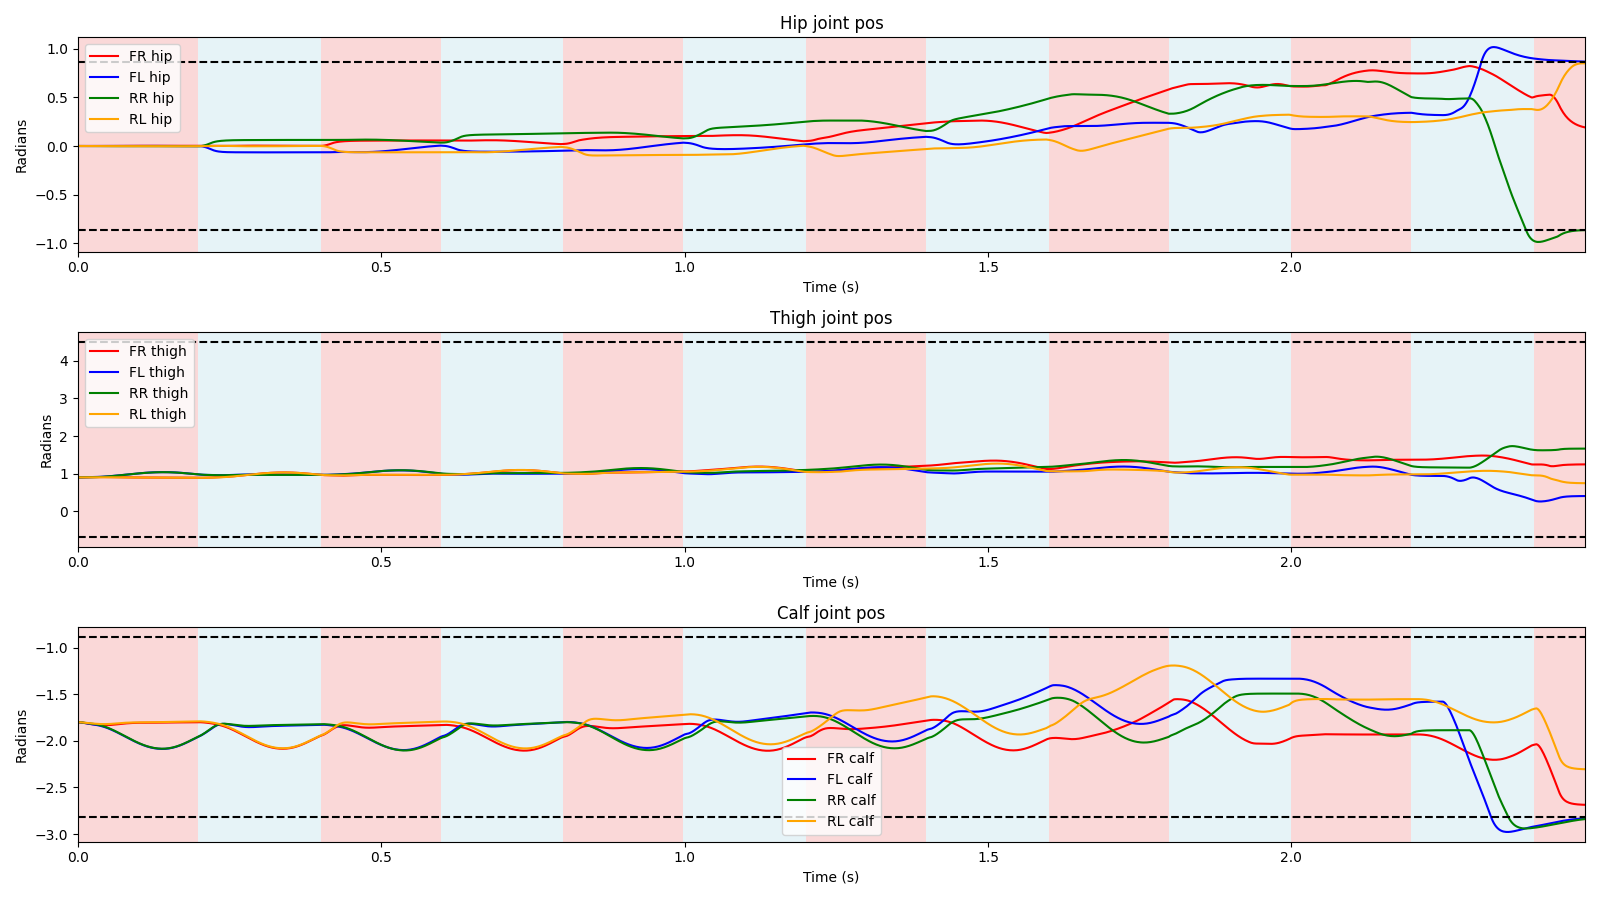 Hip joint pos
1.0
0.5
0.0
−0.5
−1.0
Radians
FR hip
FL hip
RR hip
RL hip
0.0 0.5 1.0 1.5 2.0
Time (s)
Thigh joint pos
4
3
2
1
0
Radians
FR thigh
FL thigh
RR thigh
RL thigh
0.0 0.5 1.0 1.5 2.0
Time (s)
Calf joint pos
−1.0
−1.5
−2.0
−2.5
−3.0
Radians
FR calf
FL calf
RR calf
RL calf
0.0 0.5 1.0 1.5 2.0
Time (s)